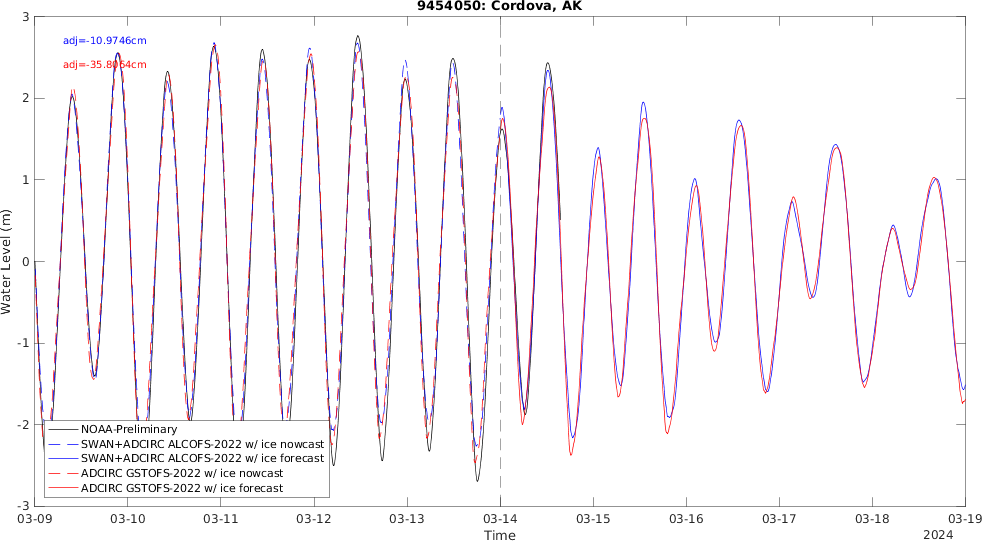 9454050: Cordova, AK
adj=-10.9746cm
adj=-35.8064cm
Water Level (m)
3
2
1
0
-1
-2
-3
NOAA-Preliminary
SWAN+ADCIRC ALCOFS-2022 w/ ice nowcast
SWAN+ADCIRC ALCOFS-2022 w/ ice forecast
ADCIRC GSTOFS-2022 w/ ice nowcast
ADCIRC GSTOFS-2022 w/ ice forecast
03-09 03-10 03-11 03-12 03-13 03-14 03-15 03-16 03-17 03-18 03-19
Time
2024